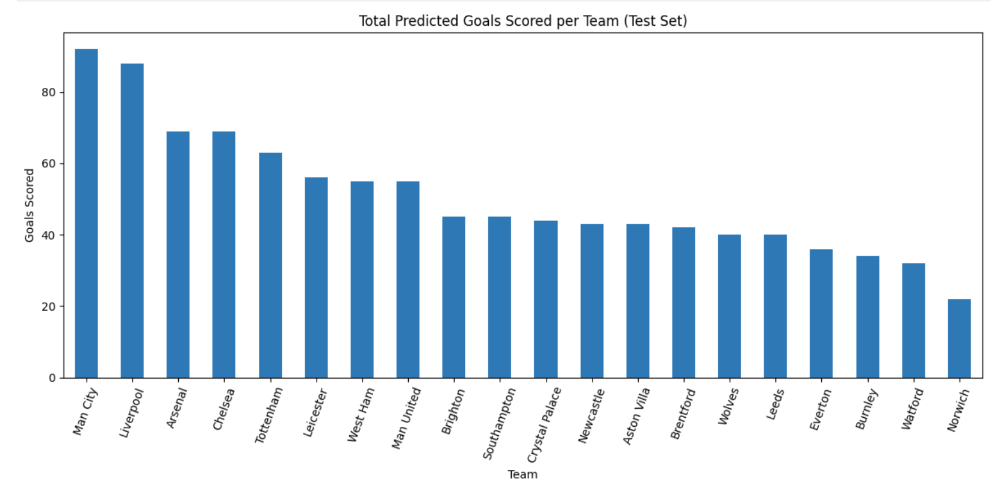 Total Predicted Goals Scored per Team (Test Set)
Goals Scored
80
60
40
20
0
Man City
Liverpool
Arsenal
Chelsea
Tottenham
Leicester
West Ham
Man United
Brighton
Southampton
Crystal Palace
Newcastle
Aston Villa
Brentford
Wolves
Leeds
Everton
Burnley
Watford
Norwich
Team